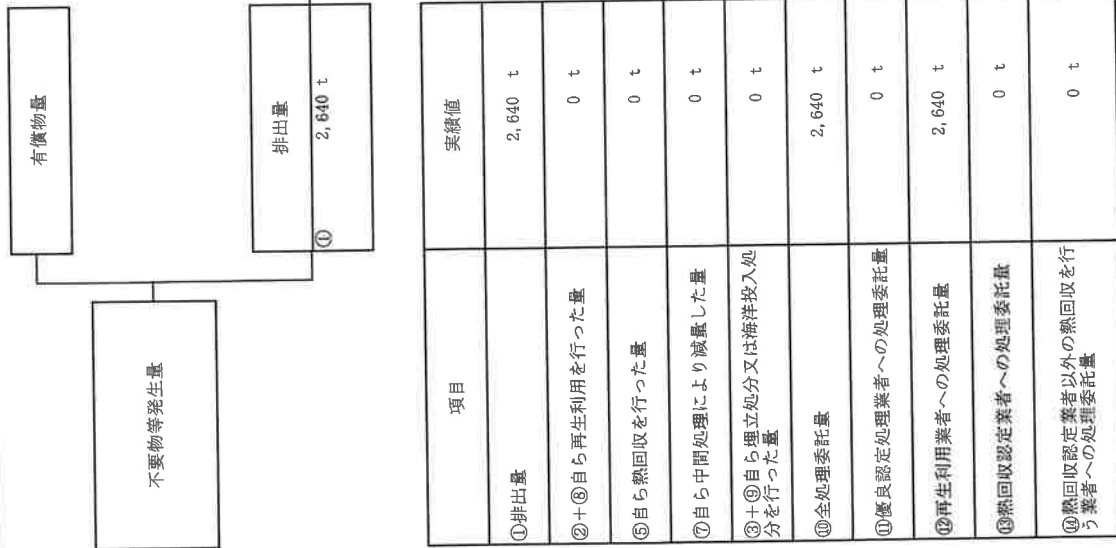 有償物量
不要物等発生量
排出量
① 2,640 t
項目 実績値
①排出量 2,640 t
②+⑧自ら再生利用を行った量 0 t
⑤自ら熱回収を行った量 0 t
⑦自ら中間処理により減量した量 0 t
③+⑨自ら埋立処分又は海洋投入処
分を行った量 0 t
⑩全処理委託量 2,640 t
⑪優良認定処理業者への処理委託量 0 t
⑫再生利用業者への処理委託量 2,640 t
⑬熱回収認定業者への処理委託量 0 t
⑭熱回収認定業者以外の熱回収を行
う業者への処理委託量 0 t